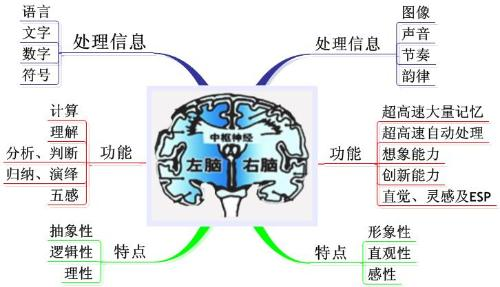 语言
文字
数字
符号
处理信息
计算
理解
分析、判断
归纳、演绎
五感
功能
抽象性
逻辑性
理性
特点
中枢神经
左脑
右脑
处理信息
图像
声音
节奏
韵律
功能
超高速大量记忆
超高速自动处理
想象能力
创新能力
直觉、灵感及ESP
特点
形象性
直观性
感性